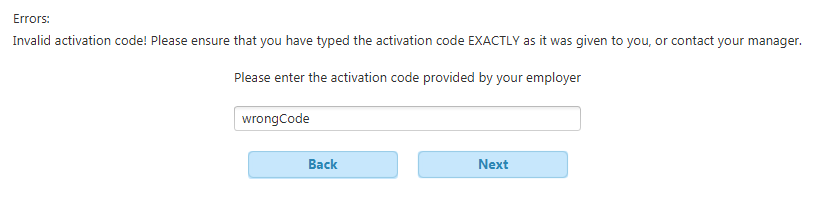 Errors:
Invalid activation code! Please ensure that you have typed the activation code EXACTLY as it was given to you, or contact your manager.
Please enter the activation code provided by your employer
wrongCode
Back Next